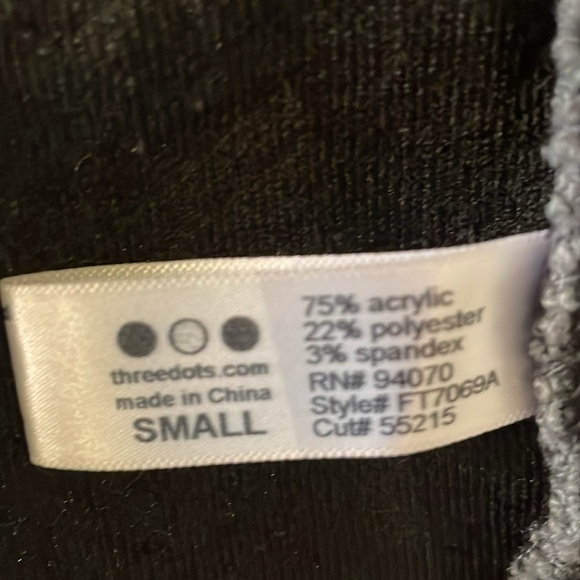 threedots.com
made in China
SMALL
75% acrylic
22% polyester
3% spandex
RN# 94070
Style# FT7069A
Cut# 55215